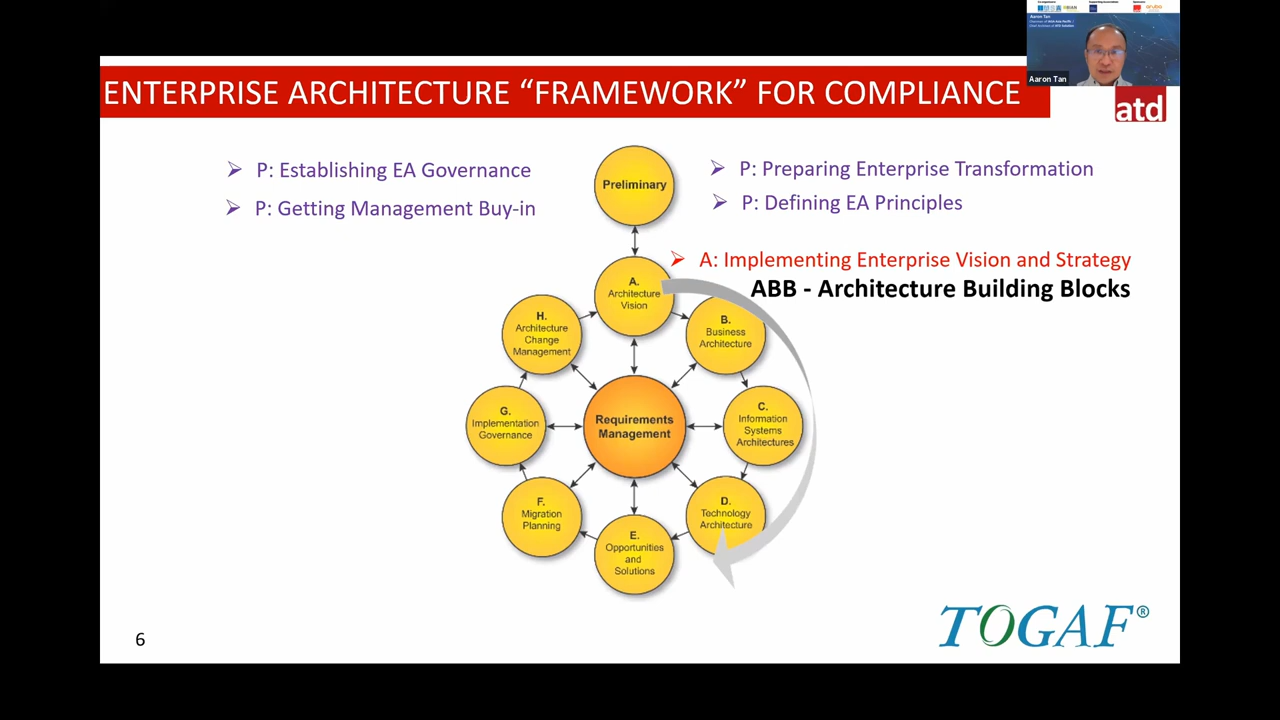 Aaron Tan
Aaron Tan
ENTERPRISE ARCHITECTURE “FRAMEWORK” FOR COMPLIANCE
atd
➢ P: Establishing EA Governance
➢ P: Getting Management Buy-in
➢ P: Preparing Enterprise Transformation
➢ P: Defining EA Principles
➢ A: Implementing Enterprise Vision and Strategy
ABB - Architecture Building Blocks
Preliminary
A.
Architecture
Vision
B.
Business
Architecture
C.
Information
Systems
Architectures
D.
Technology
Architecture
E.
Opportunities
and
Solutions
F.
Migration
Planning
G.
Implementation
Governance
H.
Architecture
Change
Management
Requirements
Management
6
TOGAF®